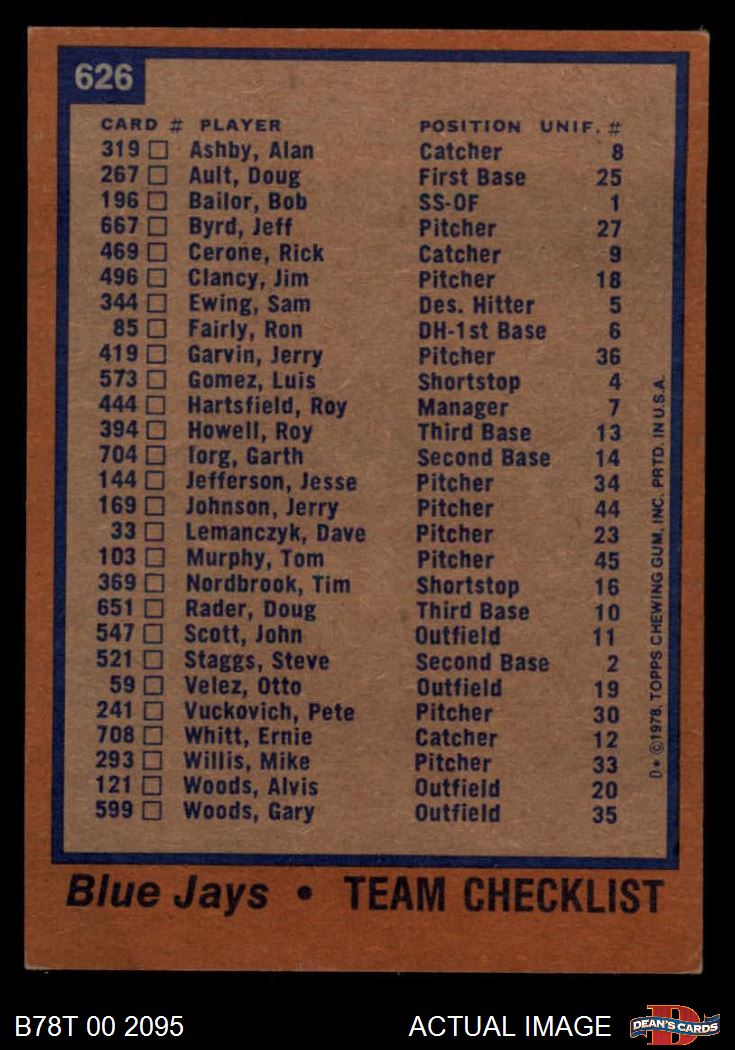 626
CARD # PLAYER POSITION UNIF. #
319 Ashby, Alan Catcher 8
267 Ault, Doug First Base 25
196 Bailor, Bob SS-OF 1
667 Byrd, Jeff Pitcher 27
469 Cerone, Rick Catcher 9
496 Clancy, Jim Pitcher 18
344 Ewing, Sam Des. Hitter 5
85 Fairly, Ron DH-1st Base 6
419 Garvin, Jerry Pitcher 36
573 Gomez, Luis Shortstop 4
444 Hartsfield, Roy Manager 7
394 Howell, Roy Third Base 13
704 Iorg, Garth Second Base 14
144 Jefferson, Jesse Pitcher 34
169 Johnson, Jerry Pitcher 44
33 Lemanczyk, Dave Pitcher 23
103 Murphy, Tom Pitcher 45
369 Nordbrook, Tim Shortstop 16
651 Rader, Doug Third Base 10
547 Scott, John Outfield 11
521 Staggs, Steve Second Base 2
59 Velez, Otto Outfield 19
241 Vuckovich, Pete Pitcher 30
708 Whitt, Ernie Catcher 12
293 Willis, Mike Pitcher 33
121 Woods, Alvis Outfield 20
599 Woods, Gary Outfield 35
D* ©1978, TOPPS CHEWING GUM, INC. PRTD. IN U.S.A.
Blue Jays • TEAM CHECKLIST
B78T 00 2095 ACTUAL IMAGE DEAN'S CARDS